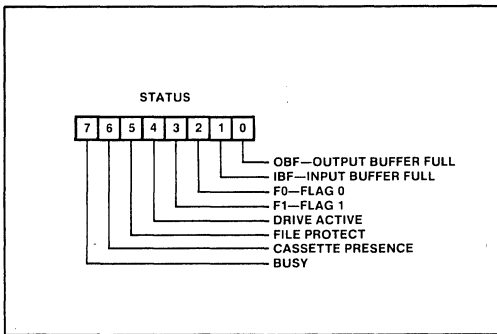 STATUS
7 6 5 4 3 2 1 0
OBF—OUTPUT BUFFER FULL
IBF—INPUT BUFFER FULL
F0—FLAG 0
F1—FLAG 1
DRIVE ACTIVE
FILE PROTECT
CASSETTE PRESENCE
BUSY